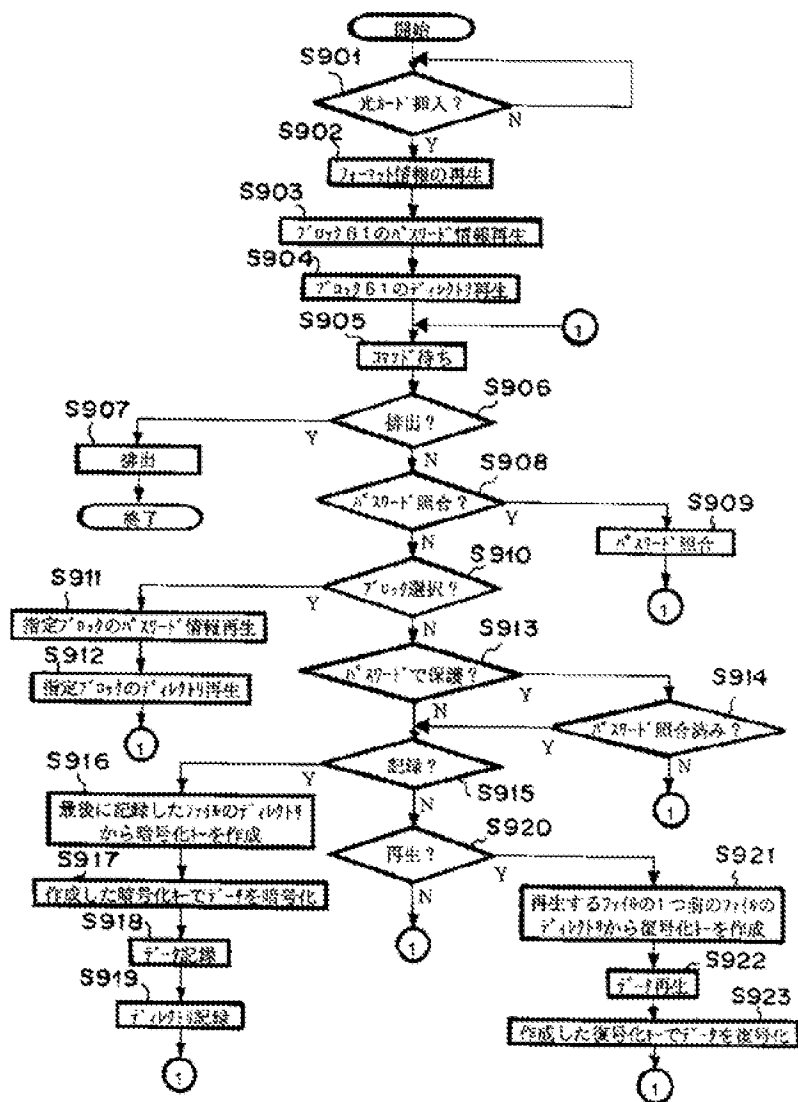 開始
S901
光カード挿入?
N
Y
S902
フォーマット情報の再生
S903
ブロック61のパスワード情報再生
S904
ブロック61のディレクトリ再生
S905
1
コマンド待ち
S906
S907
排出?
Y
N
排出
S908
終了
パスワード照合?
Y
N
S909
パスワード照合
1
S910
S911
ブロック選択?
Y
N
指定ブロックのパスワード情報再生
S912
S913
指定ブロックのディレクトリ再生
パスワードで保護?
Y
N
S914
1
パスワード照合済み?
Y
N
1
S916
記録?
Y
S915
N
最後に記録したファイルのディレクトリ
から暗号化キーを作成
S920
S917
再生?
Y
N
S921
作成した暗号化キーでデータを暗号化
再生するファイルの1つ前のファイルの
ディレクトリから復号化キーを作成
1
S918
データ記録
S922
データ再生
S919
S923
ディレクトリ記録
作成した復号化キーでデータを復号化
1
1